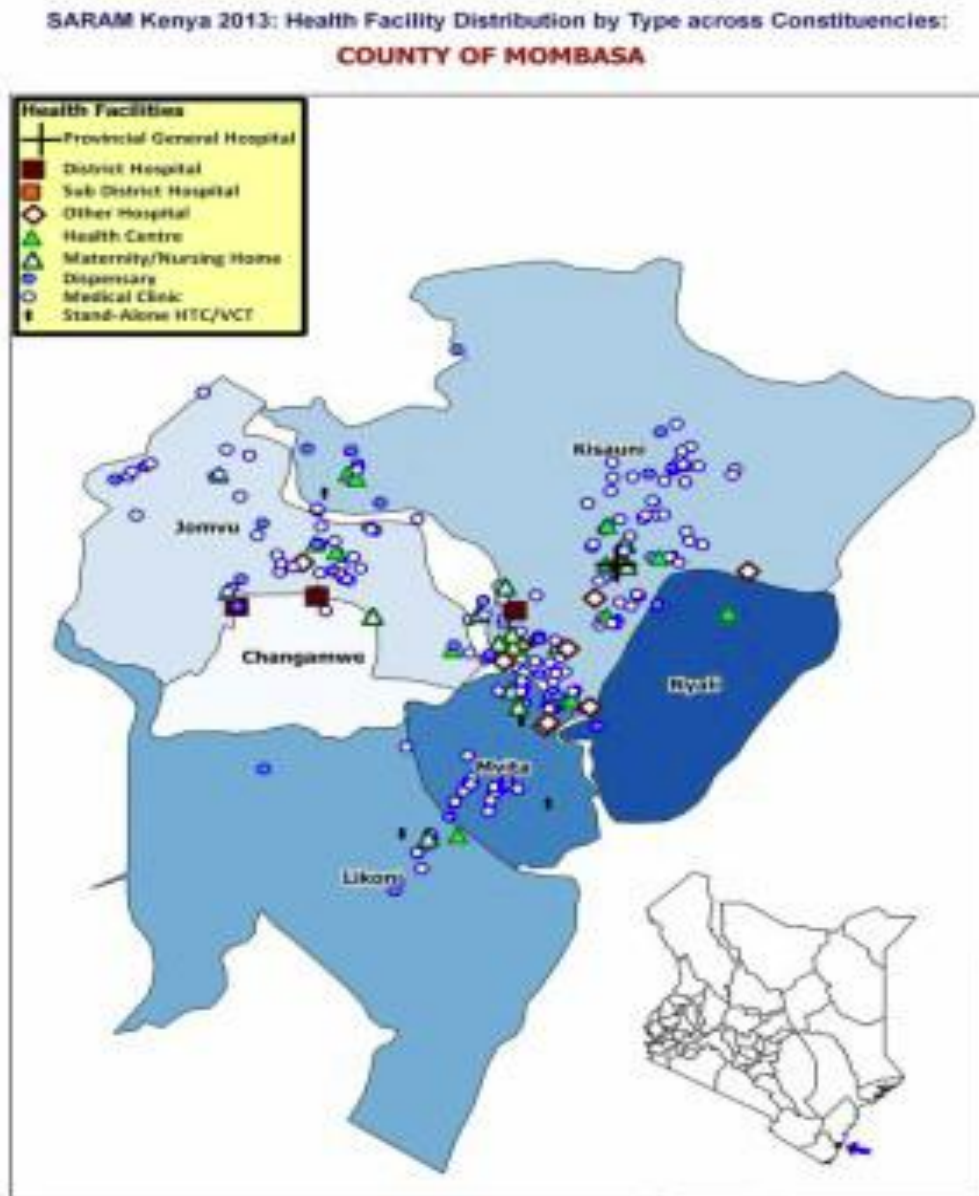 SARAM Kenya 2013: Health Facility Distribution by Type across Constituencies:
COUNTY OF MOMBASA
Health Facilities
Provincial General Hospital
District Hospital
Sub District Hospital
Other Hospital
Health Centre
Maternity/Nursing Home
Dispensary
Medical Clinic
Stand-Alone HTC/VCT
Kisauni
Jomvu
Changamwe
Nyali
Mvita
Likoni